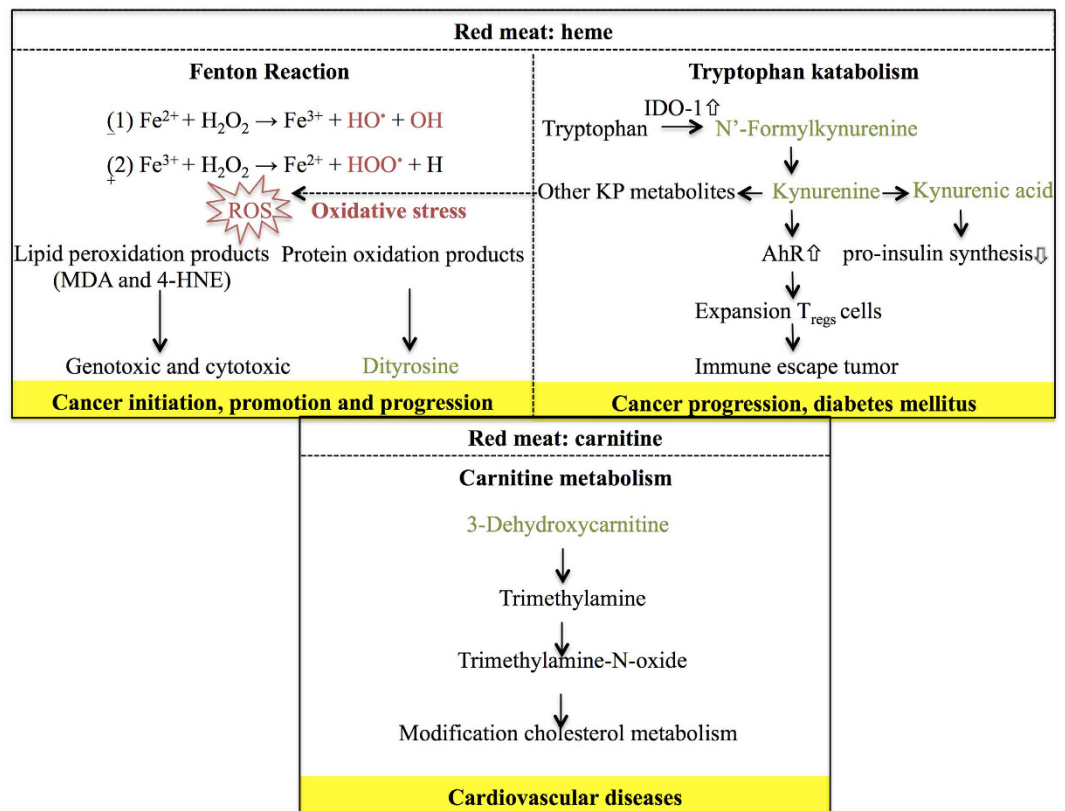 Red meat: heme
Fenton Reaction
(1) Fe²⁺ + H₂O₂ → Fe³⁺ + HO• + OH
-
(2) Fe³⁺ + H₂O₂ → Fe²⁺ + HOO• + H
+
ROS Oxidative stress
Lipid peroxidation products
(MDA and 4-HNE)
Protein oxidation products
Genotoxic and cytotoxic
Dityrosine
Cancer initiation, promotion and progression
Tryptophan katabolism
IDO-1⇧
Tryptophan → N’-Formylkynurenine
Other KP metabolites ← Kynurenine → Kynurenic acid
AhR⇧
pro-insulin synthesis⇩
Expansion T_regs cells
Immune escape tumor
Cancer progression, diabetes mellitus
Red meat: carnitine
Carnitine metabolism
3-Dehydroxycarnitine
Trimethylamine
Trimethylamine-N-oxide
Modification cholesterol metabolism
Cardiovascular diseases